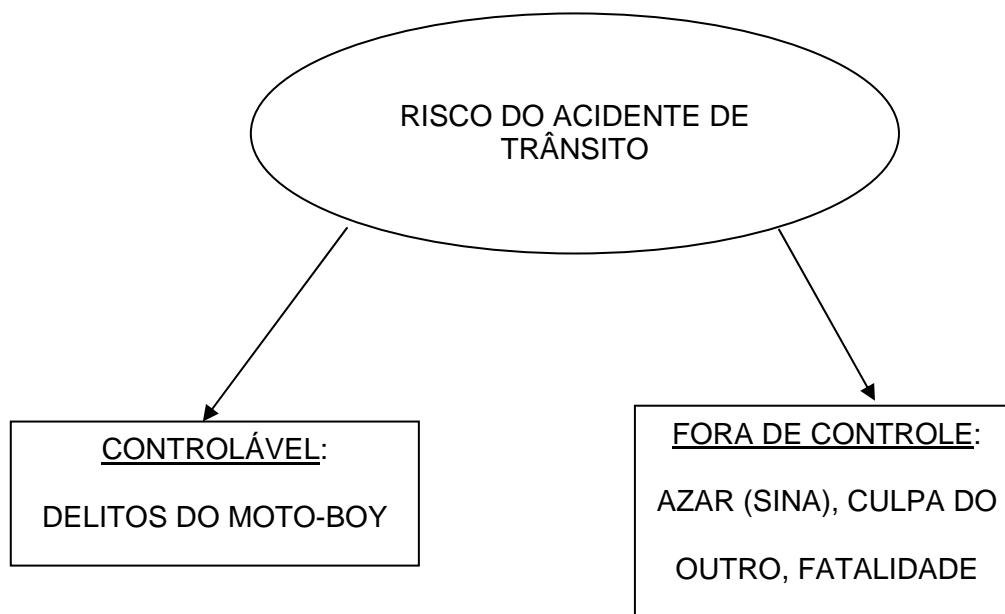 RISCO DO ACIDENTE DE
TRÂNSITO
CONTROLÁVEL:
DELITOS DO MOTO-BOY
FORA DE CONTROLE:
AZAR (SINA), CULPA DO
OUTRO, FATALIDADE